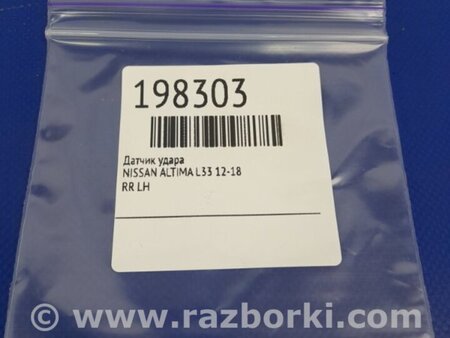 198303
Датчик удара
NISSAN ALTIMA L33 12-18
RR LH
© www.razborki.com